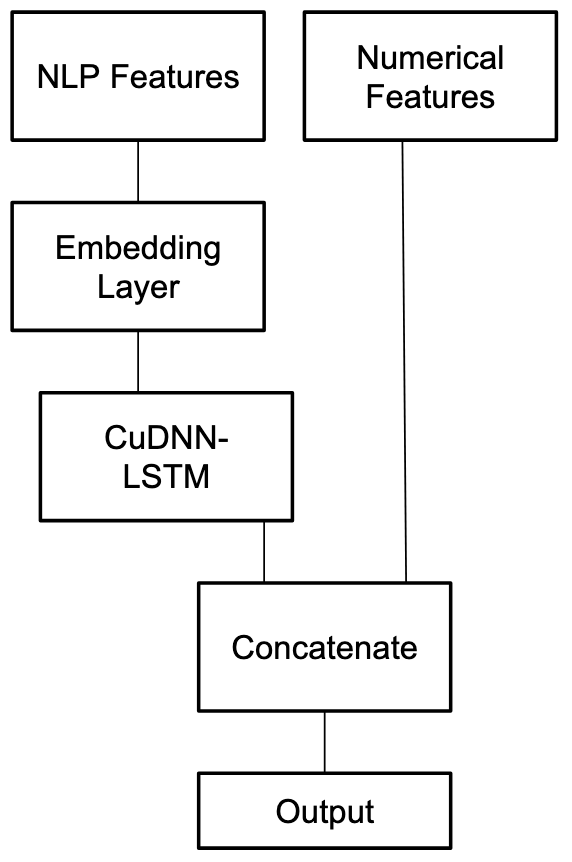 NLP Features
Numerical
Features
Embedding
Layer
CuDNN-
LSTM
Concatenate
Output